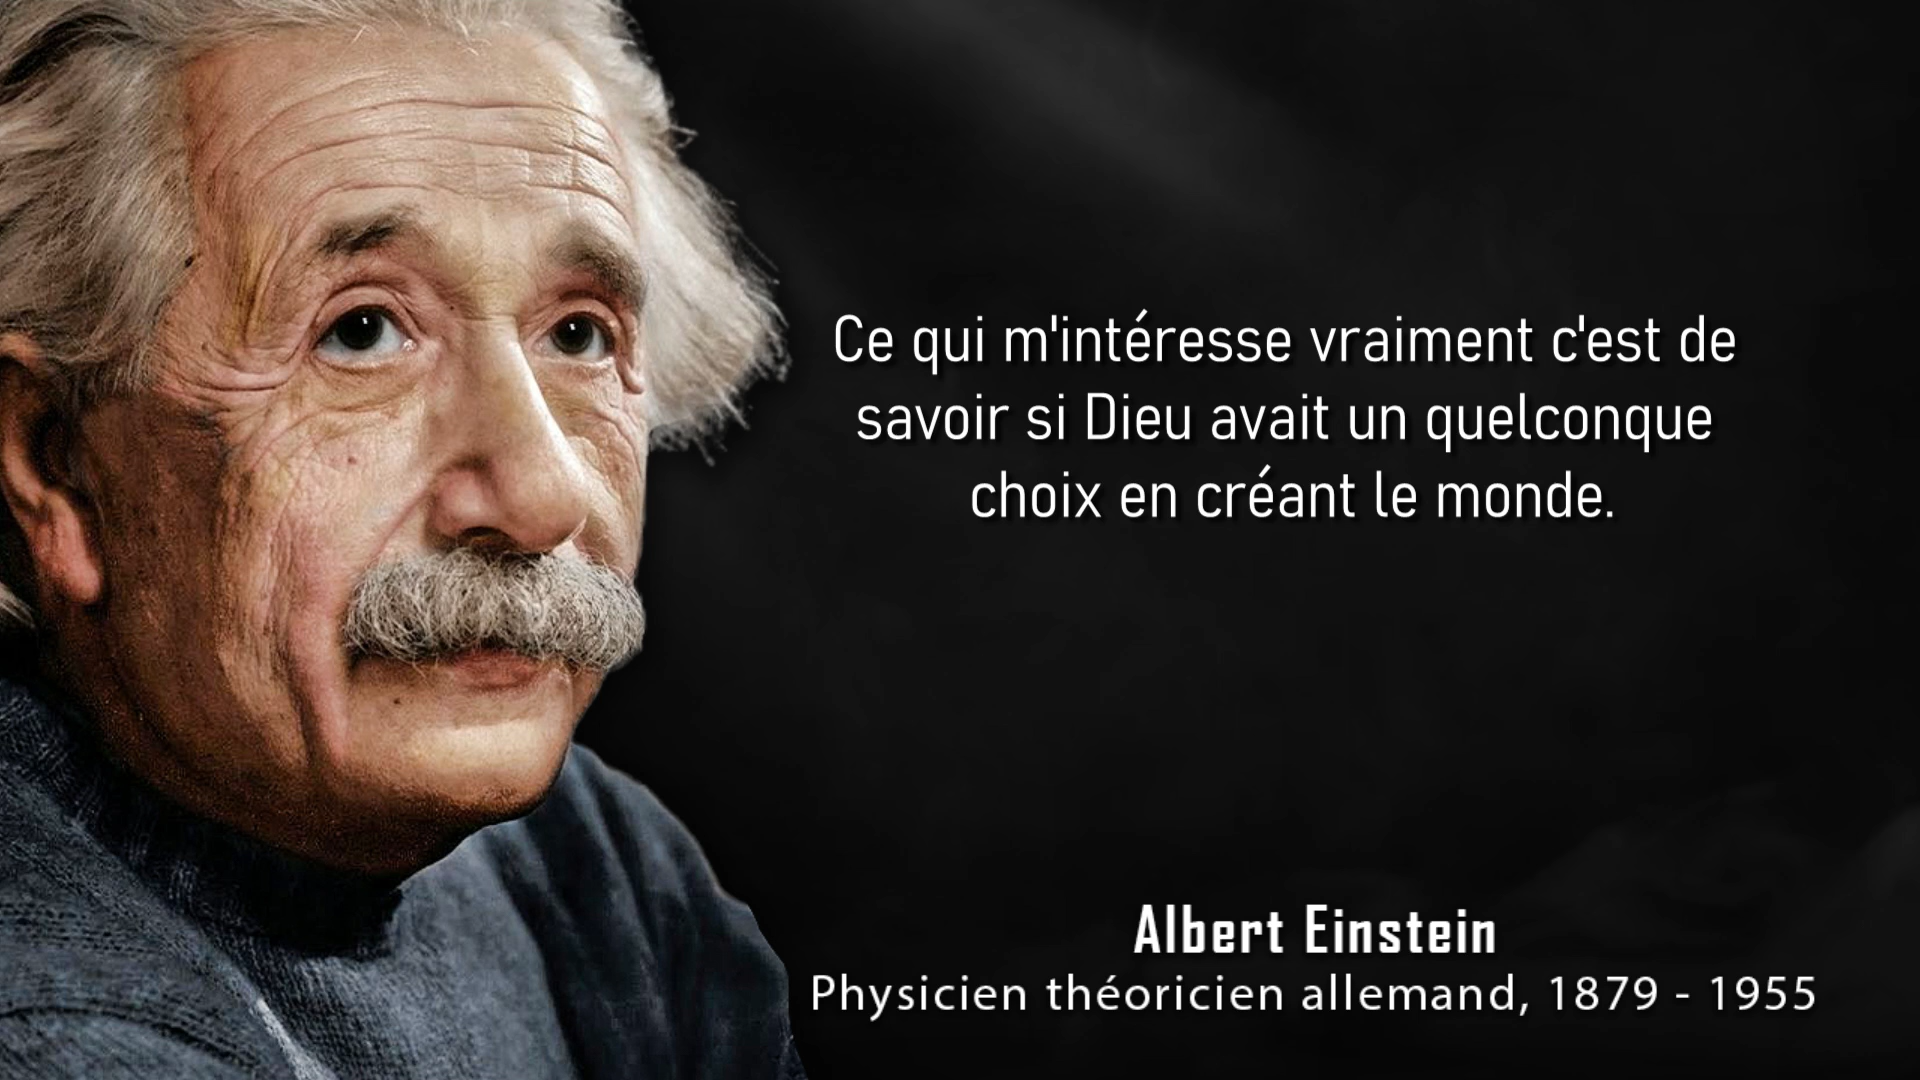 Ce qui m'intéresse vraiment c'est de
savoir si Dieu avait un quelconque
choix en créant le monde.
Albert Einstein
Physicien théoricien allemand, 1879 - 1955